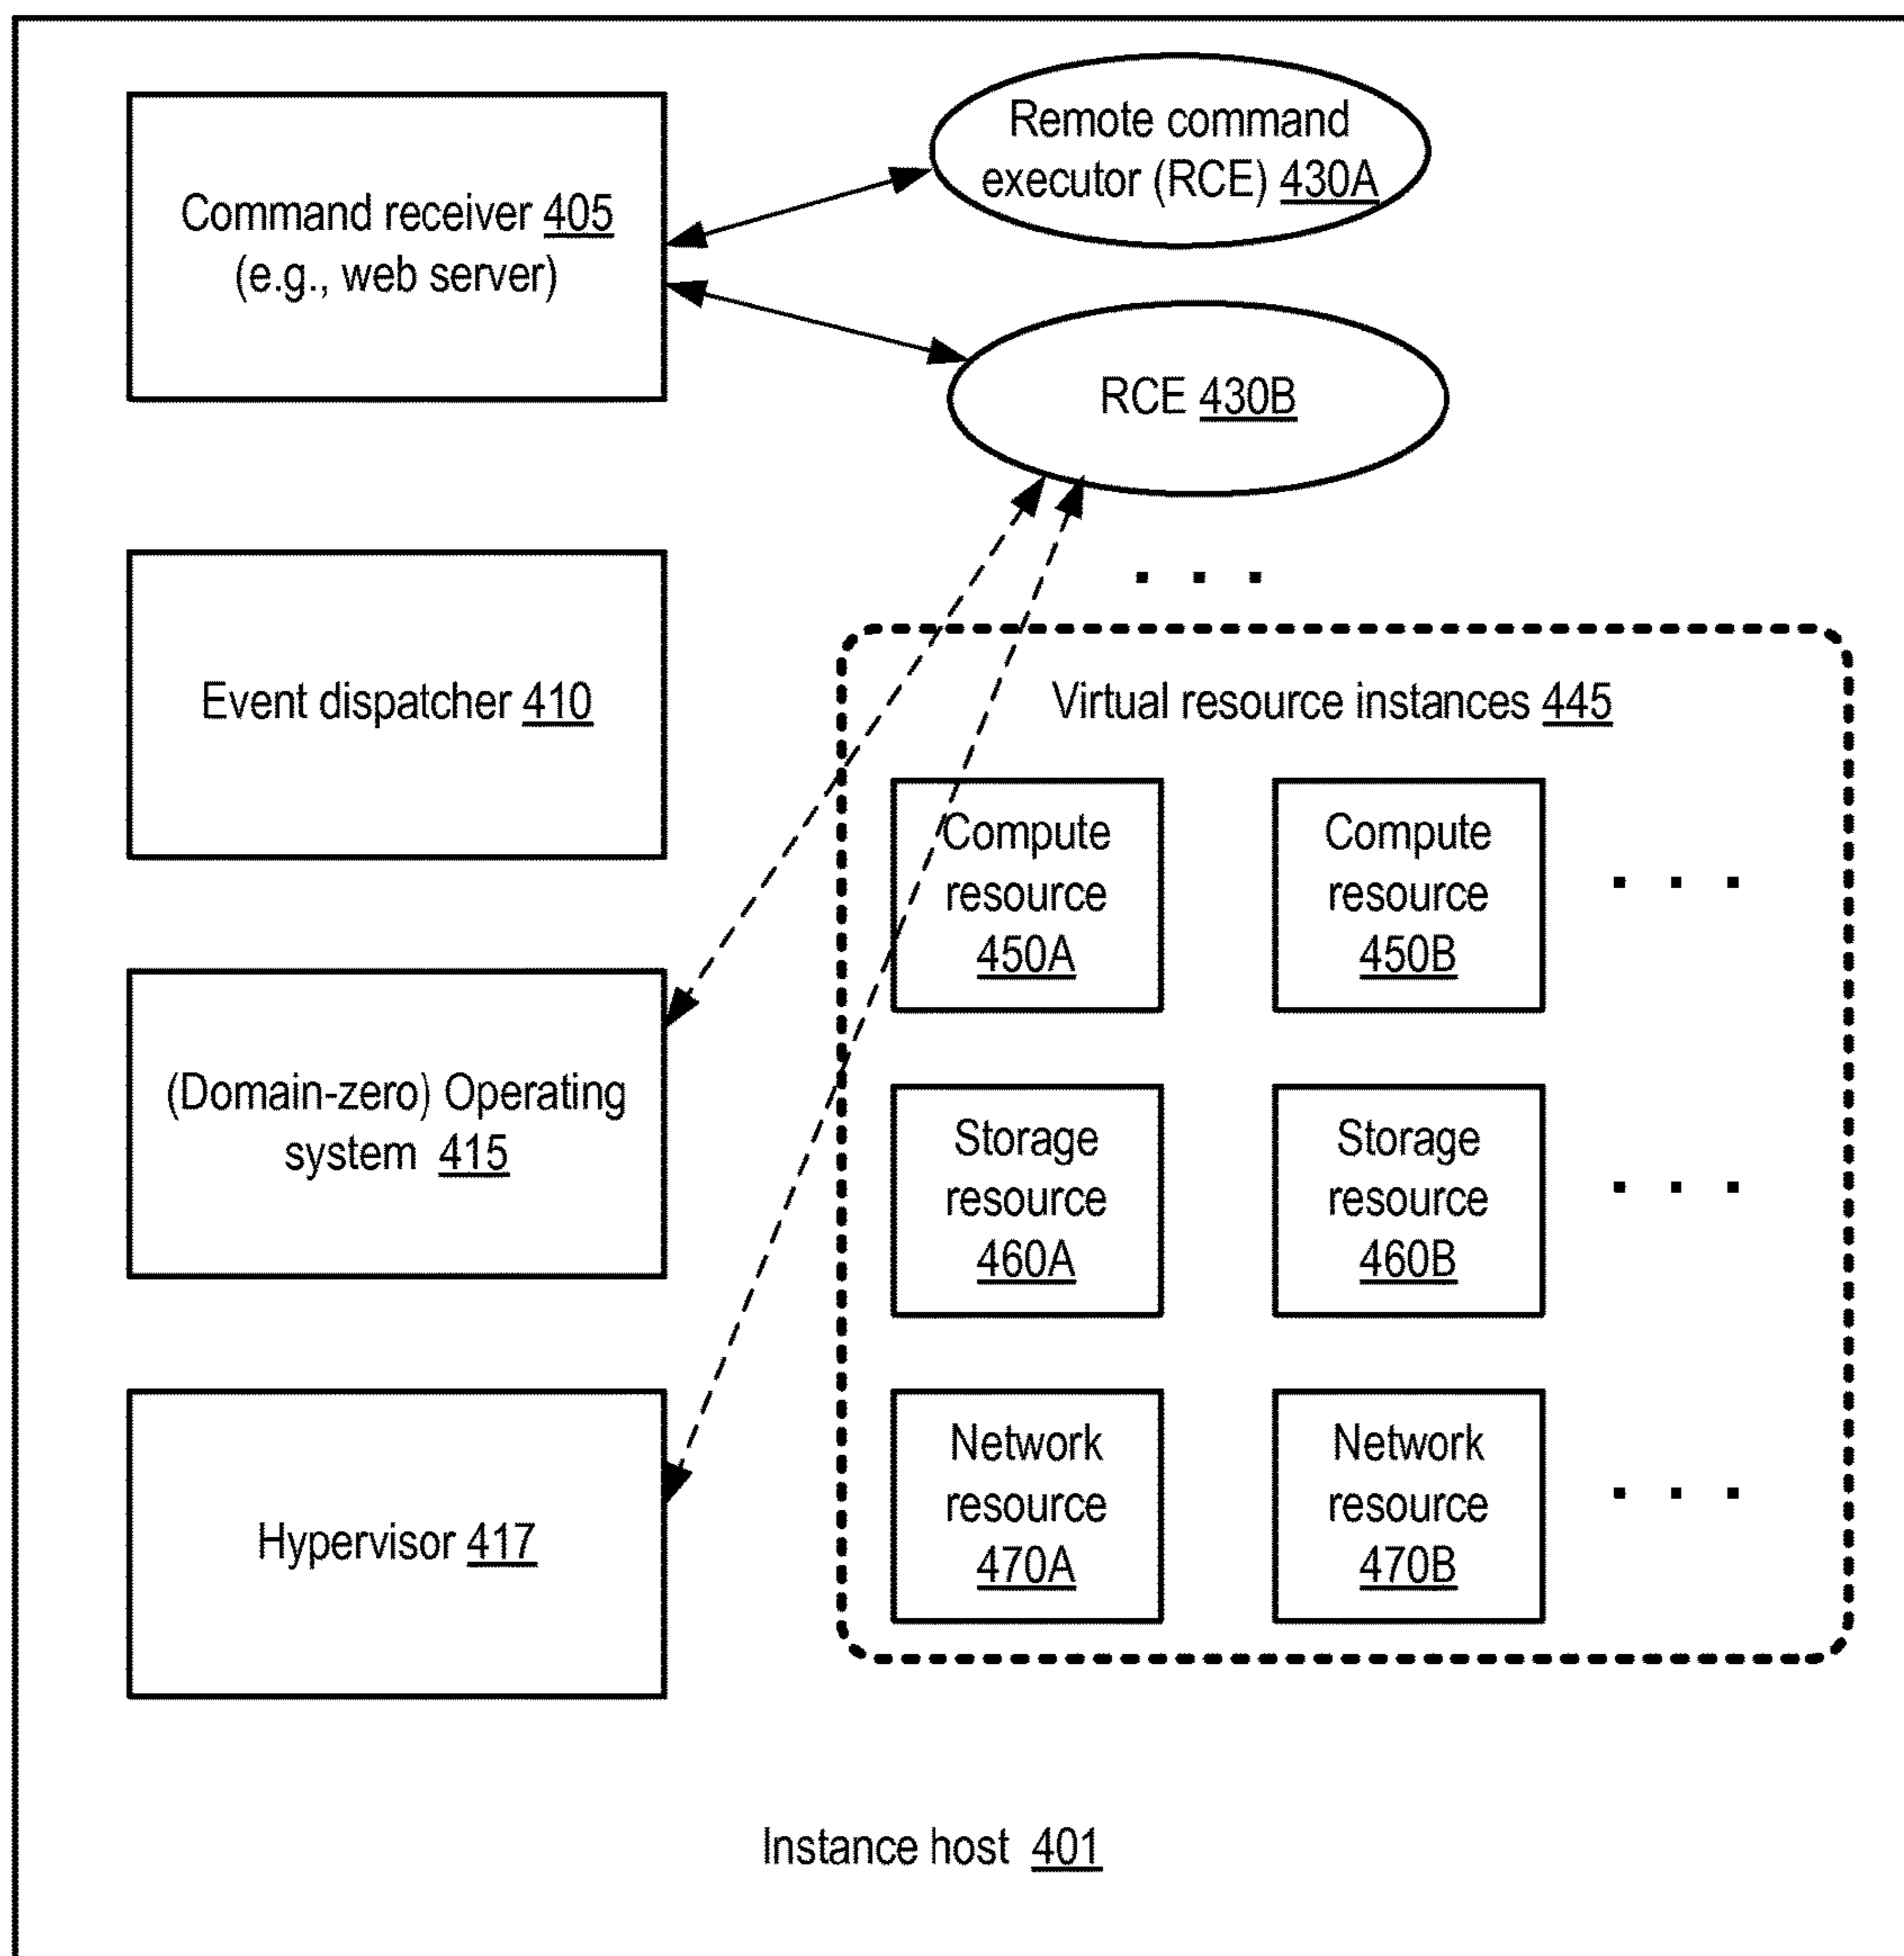 Remote command
executor (RCE) 430A
Command receiver 405
(e.g., web server)
RCE 430B
. . .
Event dispatcher 410
Virtual resource instances 445
Compute
resource
450A
Compute
resource
450B
. . .
(Domain-zero) Operating
system 415
Storage
resource
460A
Storage
resource
460B
. . .
Network
resource
470A
Network
resource
470B
. . .
Hypervisor 417
Instance host 401